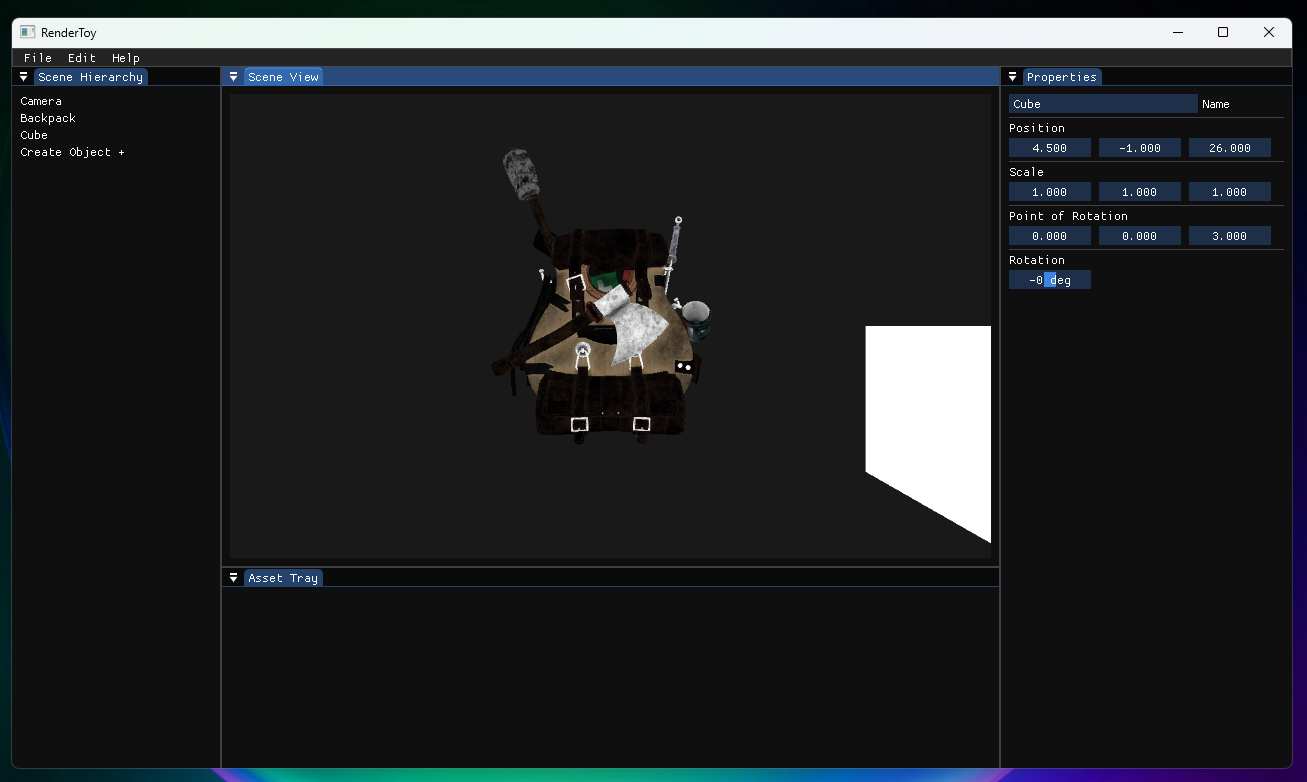 RenderToy
File Edit Help
Scene Hierarchy
Camera
Backpack
Cube
Create Object +
Scene View
Asset Tray
Properties
Cube Name
Position
4.500 -1.000 26.000
Scale
1.000 1.000 1.000
Point of Rotation
0.000 0.000 3.000
Rotation
-0 deg